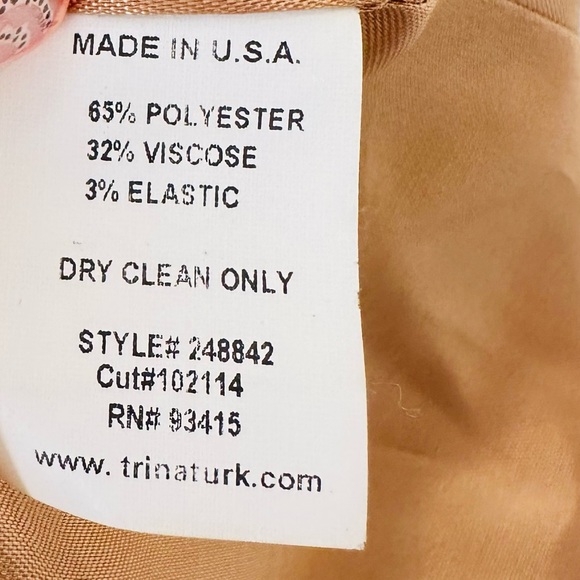 MADE IN U.S.A.
65% POLYESTER
32% VISCOSE
3% ELASTIC
DRY CLEAN ONLY
STYLE# 248842
Cut#102114
RN# 93415
www. trinaturk.com